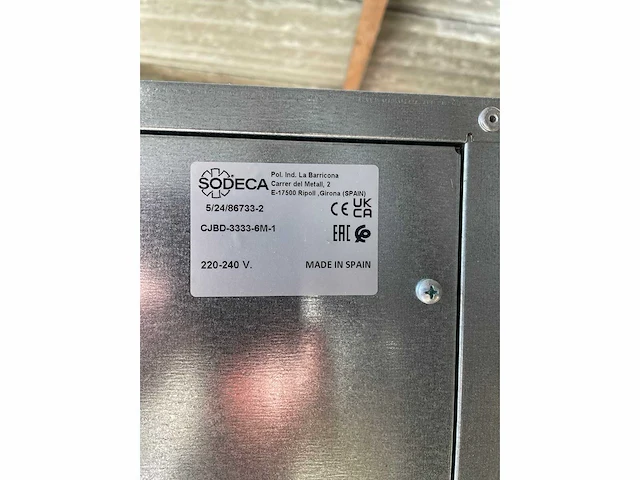 SODECA
Pol. Ind. La Barricona
Carrer del Metall, 2
E-17500 Ripoll ,Girona (SPAIN)
5/24/86733-2
CE UK CA
CJBD-3333-6M-1
EAC
220-240 V.
MADE IN SPAIN